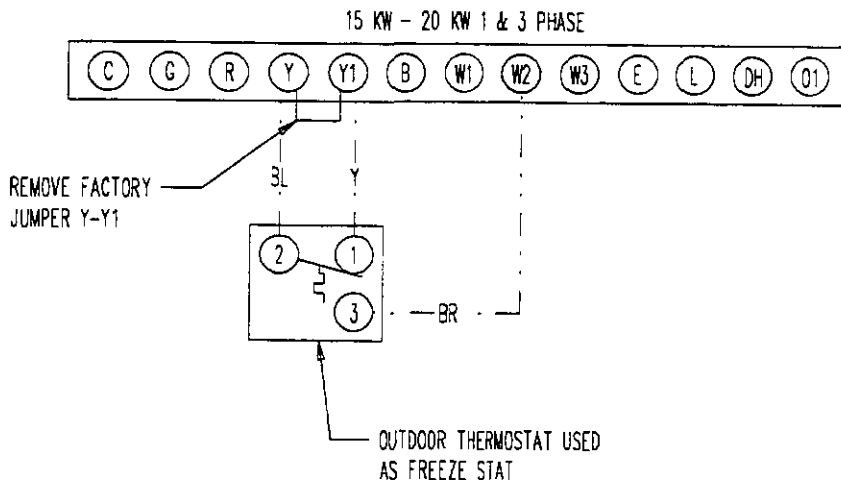 15 KW - 20 KW 1 & 3 PHASE
C G R Y Y1 B W1 W2 W3 E L DH O1
REMOVE FACTORY
JUMPER Y-Y1
BL Y
2 1
3
BR
OUTDOOR THERMOSTAT USED
AS FREEZE STAT